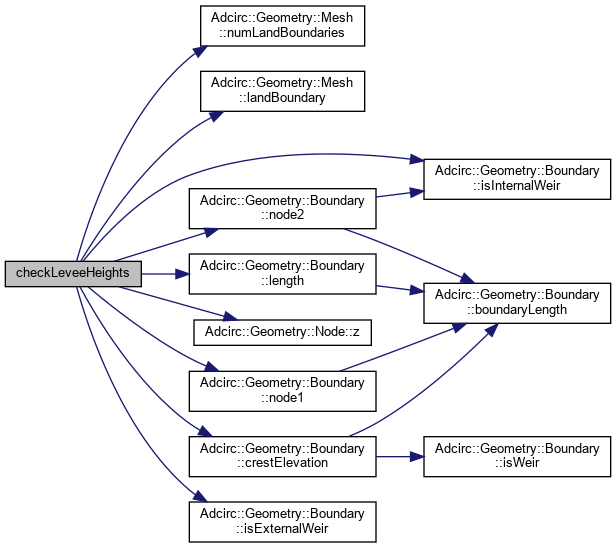 Adcirc::Geometry::Mesh
::numLandBoundaries
Adcirc::Geometry::Mesh
::landBoundary
Adcirc::Geometry::Boundary
::isInternalWeir
Adcirc::Geometry::Boundary
::node2
checkLeveeHeights
Adcirc::Geometry::Boundary
::length
Adcirc::Geometry::Boundary
::boundaryLength
Adcirc::Geometry::Node::z
Adcirc::Geometry::Boundary
::node1
Adcirc::Geometry::Boundary
::crestElevation
Adcirc::Geometry::Boundary
::isWeir
Adcirc::Geometry::Boundary
::isExternalWeir